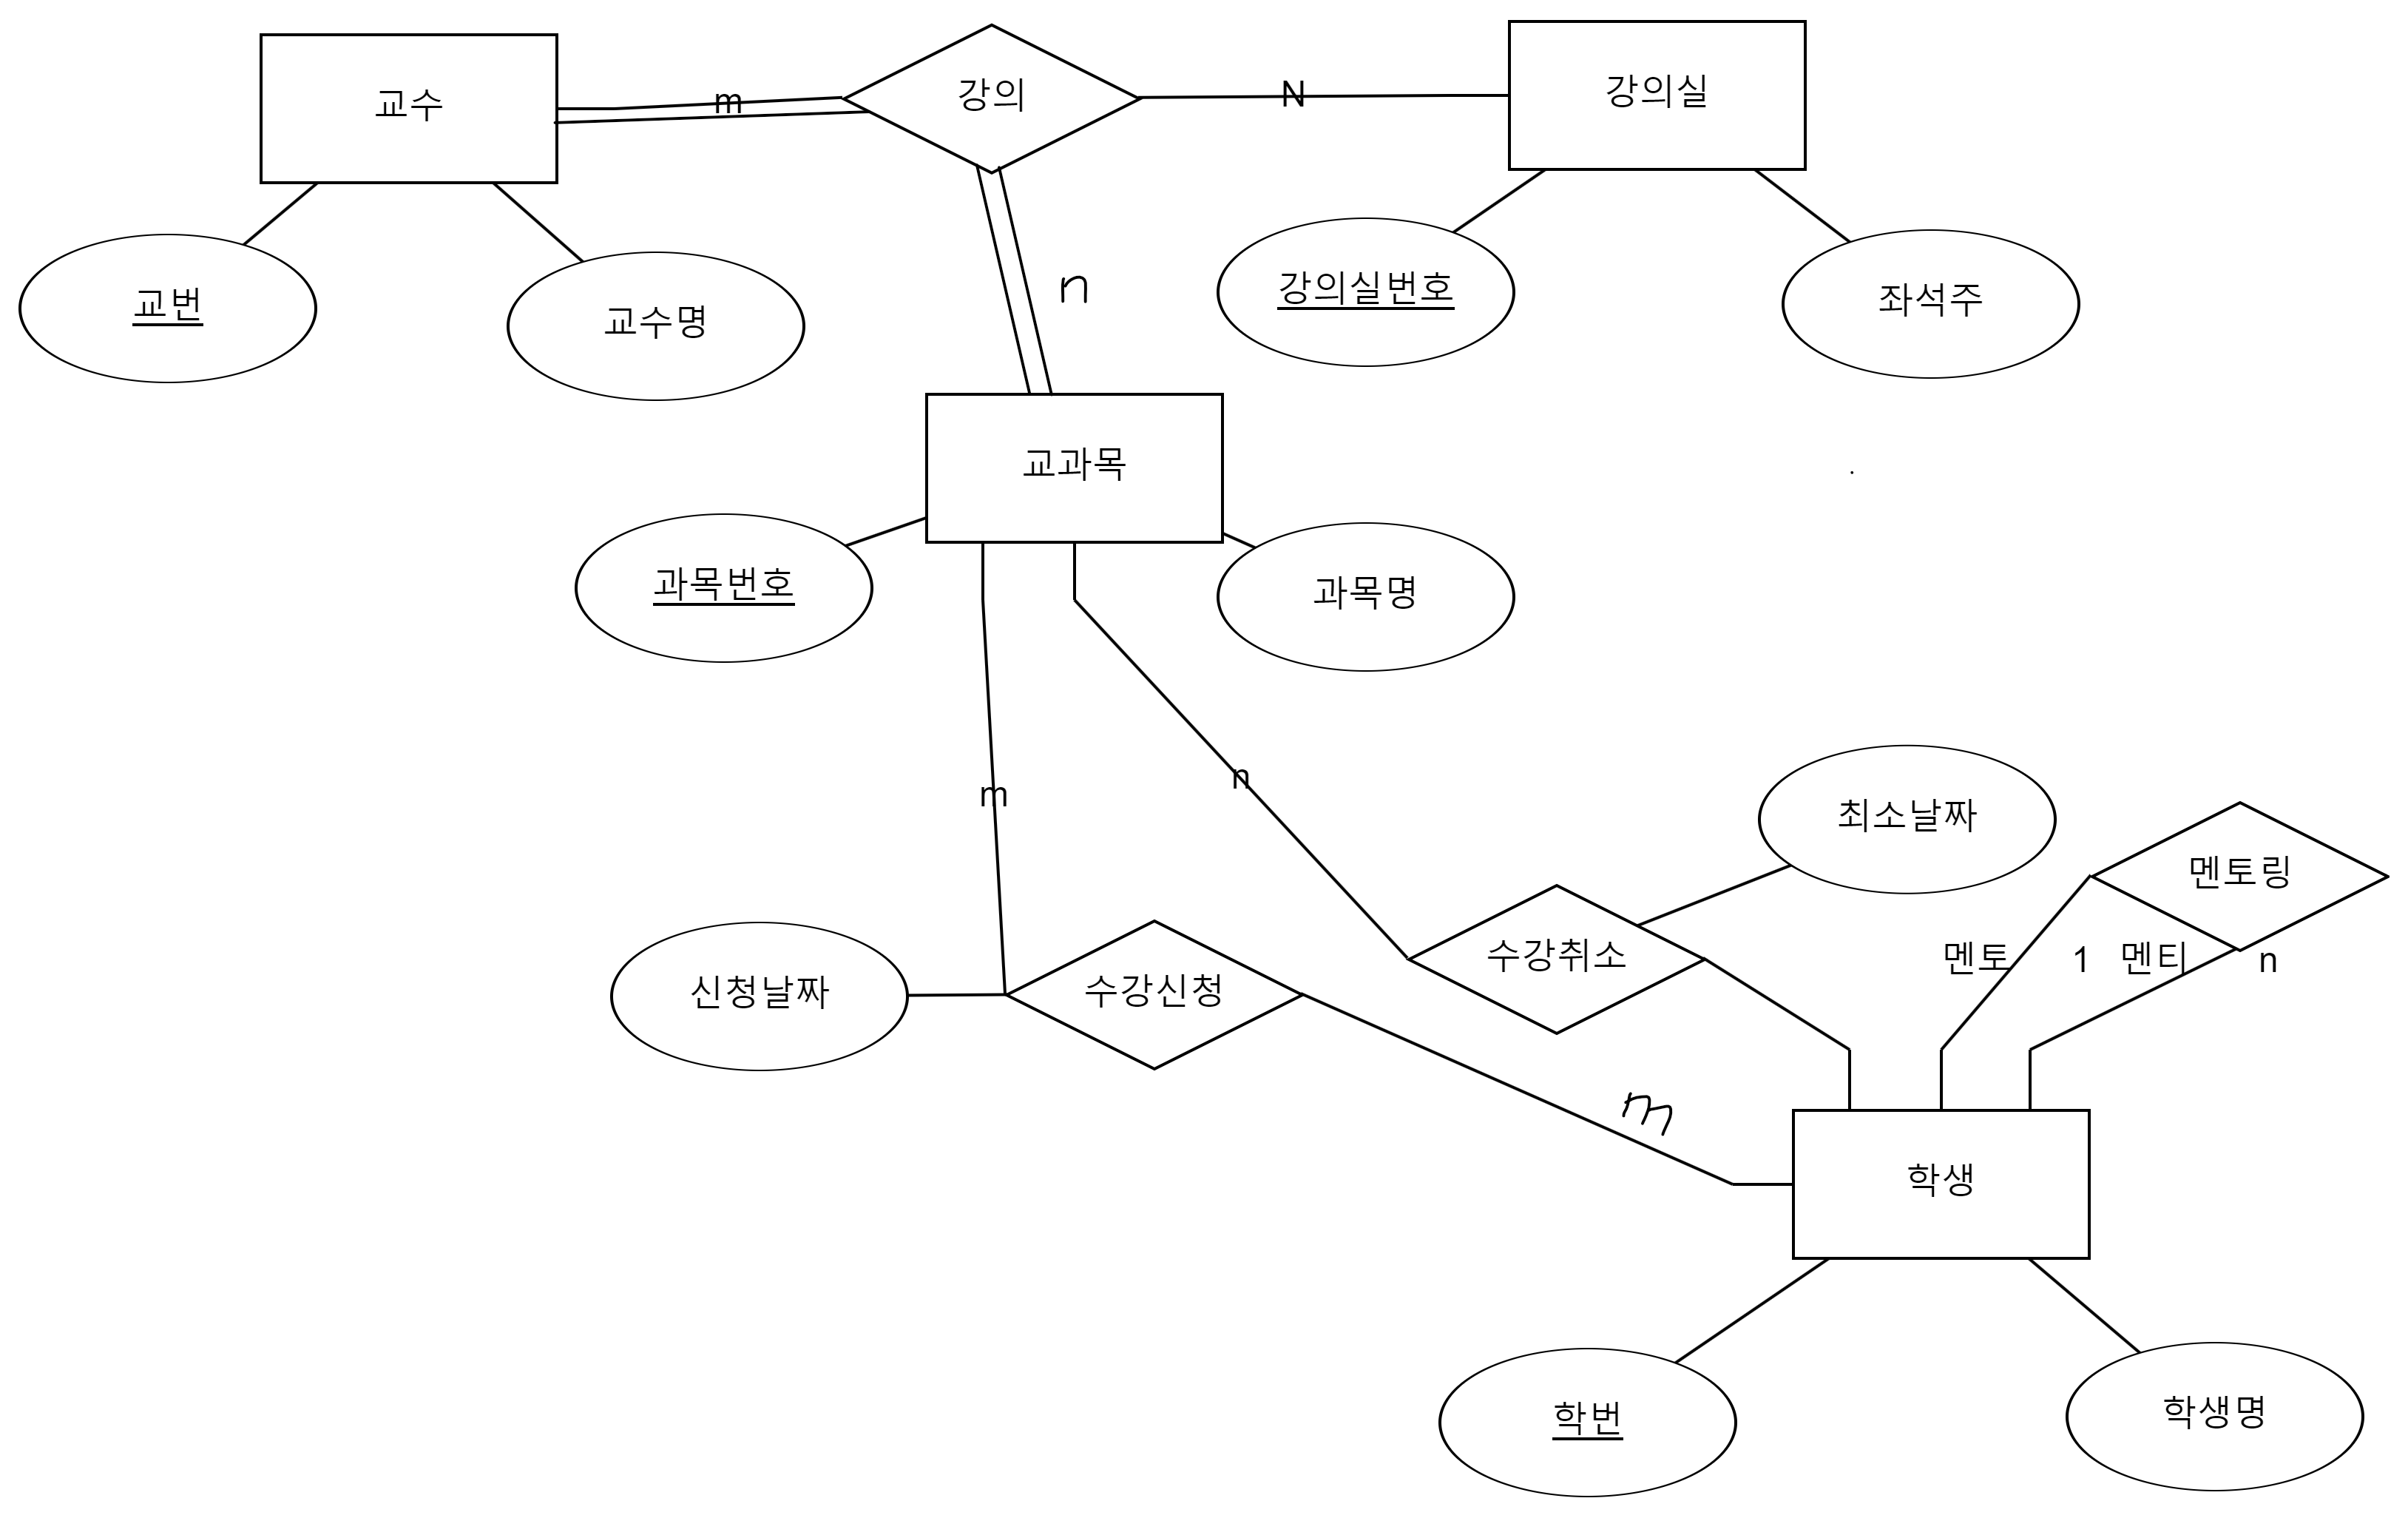 교수
m
강의
N
강의실
교번
교수명
n
강의실번호
좌석주
교과목
과목번호
과목명
m
n
최소날짜
멘토링
신청날짜
수강신청
수강취소
멘토
1
멘티
n
m
학생
학번
학생명